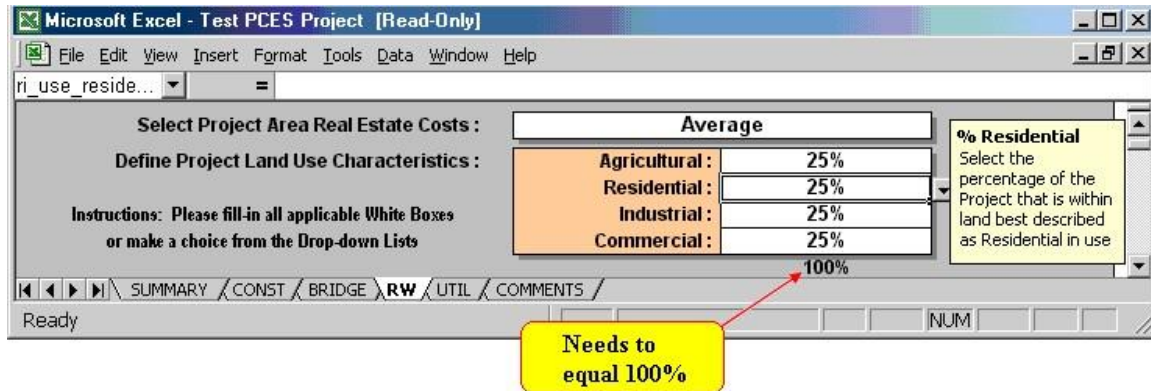 Microsoft Excel - Test PCES Project [Read-Only]
File Edit View Insert Format Tools Data Window Help
ri_use_reside... =
Select Project Area Real Estate Costs : Average
Define Project Land Use Characteristics : Agricultural : 25%
Residential : 25%
Instructions: Please fill-in all applicable White Boxes Industrial : 25%
or make a choice from the Drop-down Lists Commercial : 25%
100%
% Residential
Select the
percentage of the
Project that is within
land best described
as Residential in use
SUMMARY CONST BRIDGE RW UTIL COMMENTS
Ready NUM
Needs to
equal 100%